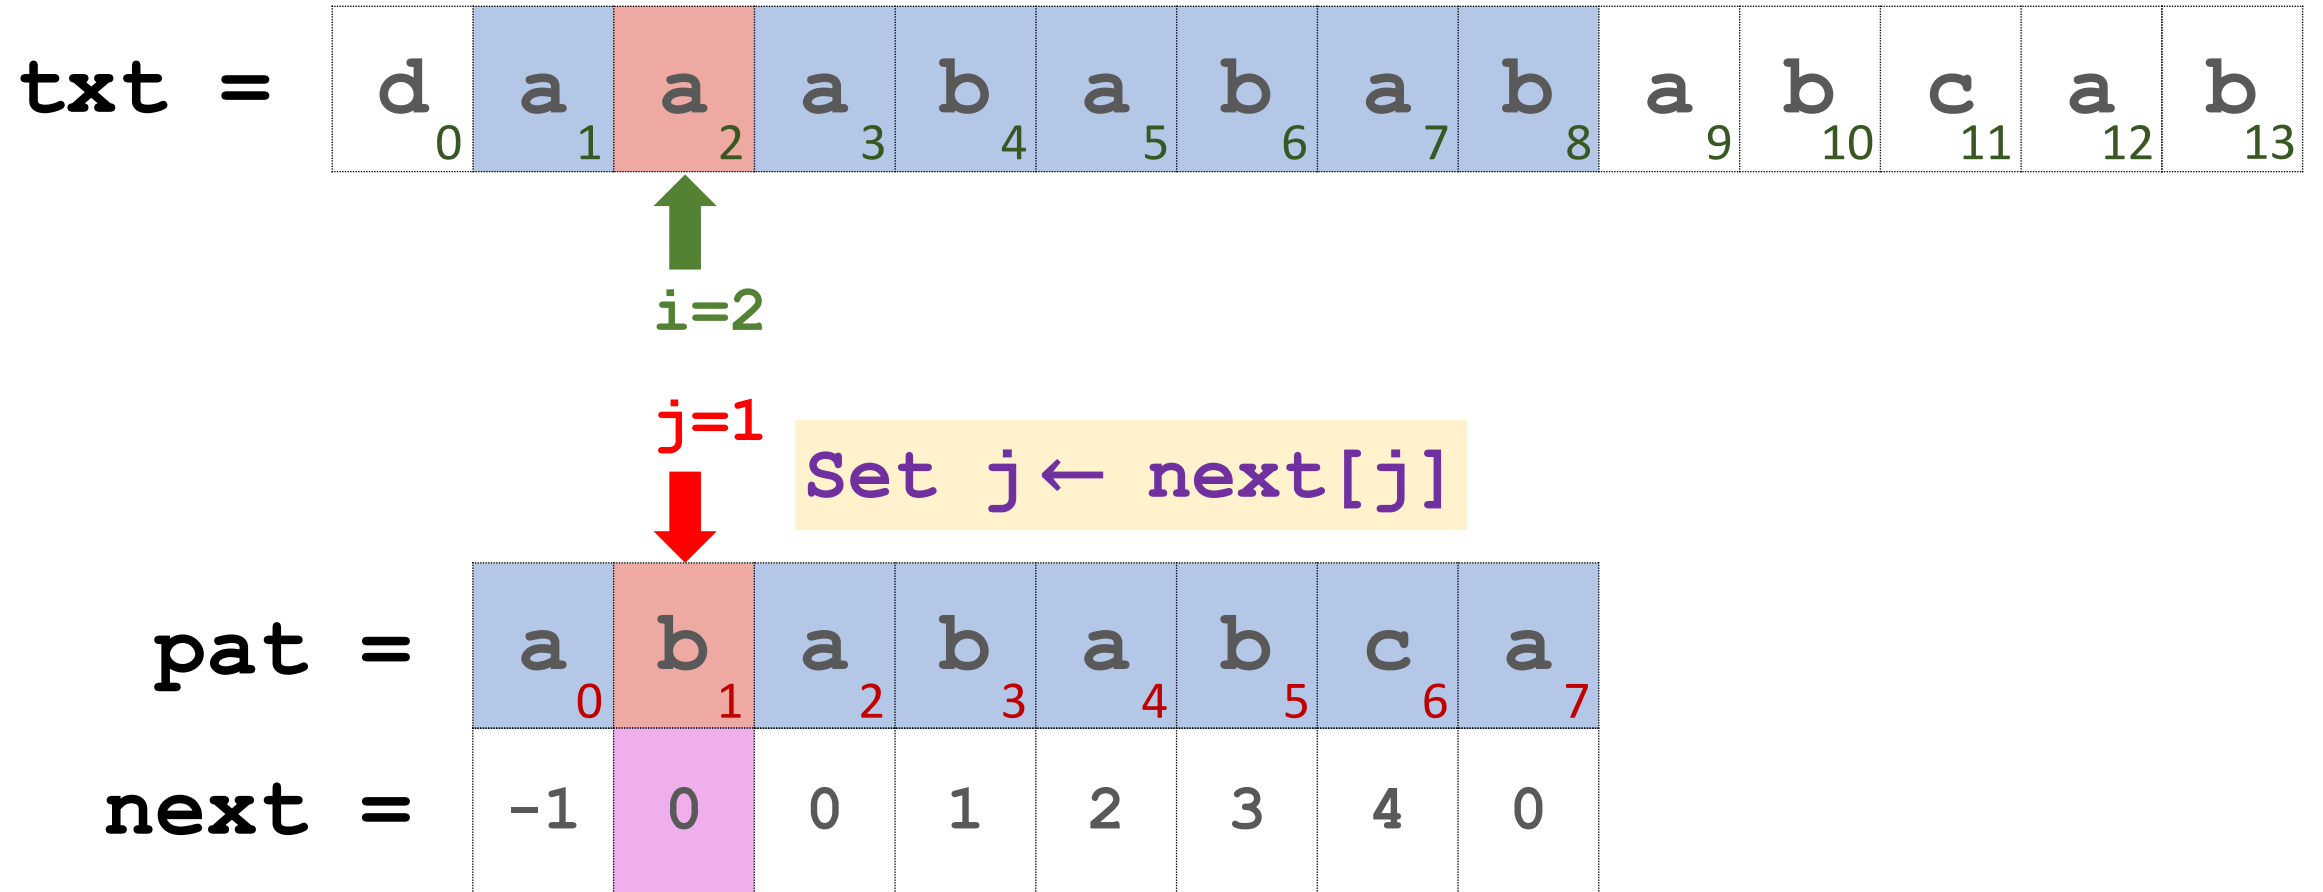 txt = d a a a b a b a b a b c a b
0 1 2 3 4 5 6 7 8 9 10 11 12 13
i=2
j=1
Set j← next[j]
pat = a b a b a b c a
0 1 2 3 4 5 6 7
next = -1 0 0 1 2 3 4 0